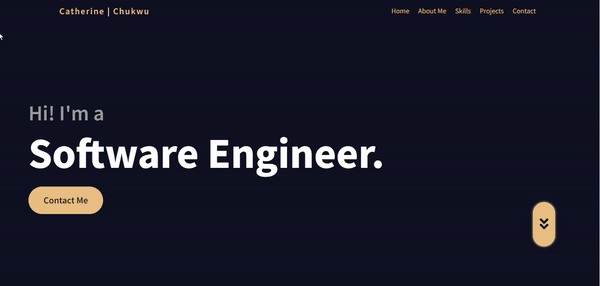 Catherine | Chukwu
Home About Me Skills Projects Contact
Hi! I'm a
Software Engineer.
Contact Me